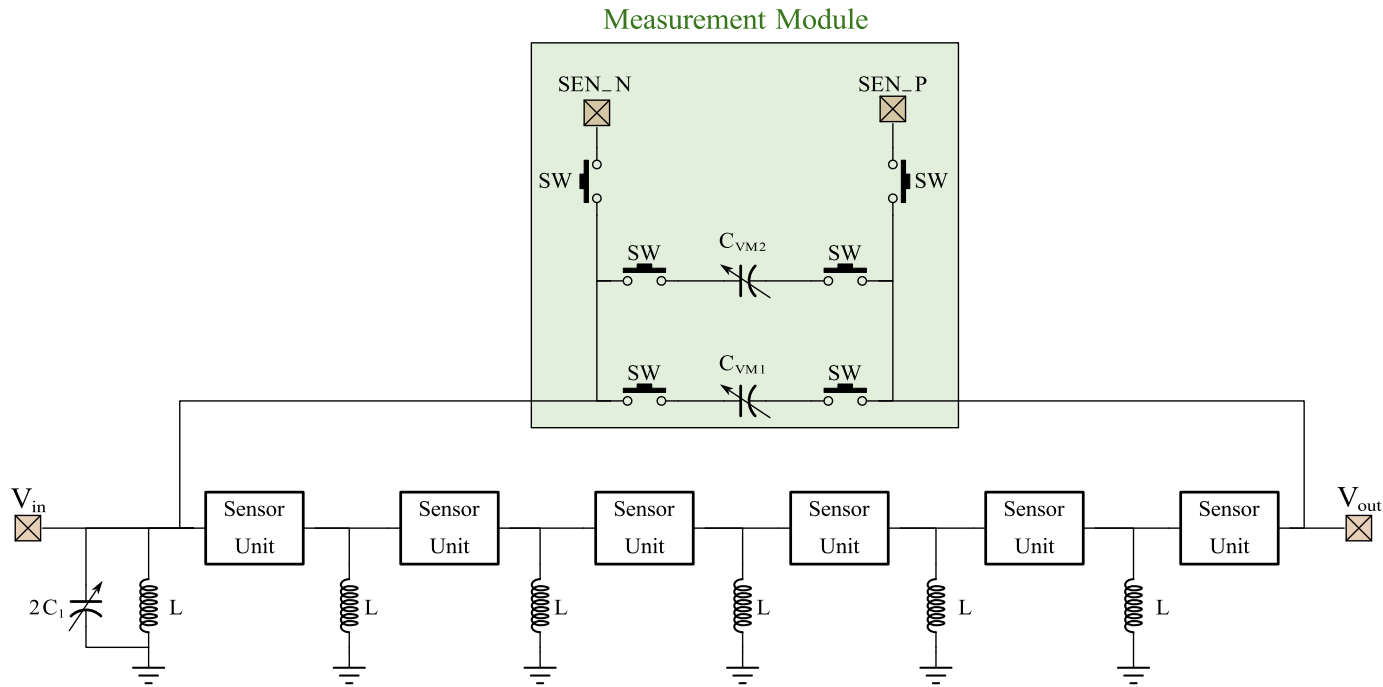 Measurement Module
SEN_N
SEN_P
SW
SW
SW
C_VM2
SW
SW
C_VM1
SW
V_in
V_out
Sensor
Unit
Sensor
Unit
Sensor
Unit
Sensor
Unit
Sensor
Unit
Sensor
Unit
2C_1
L
L
L
L
L
L